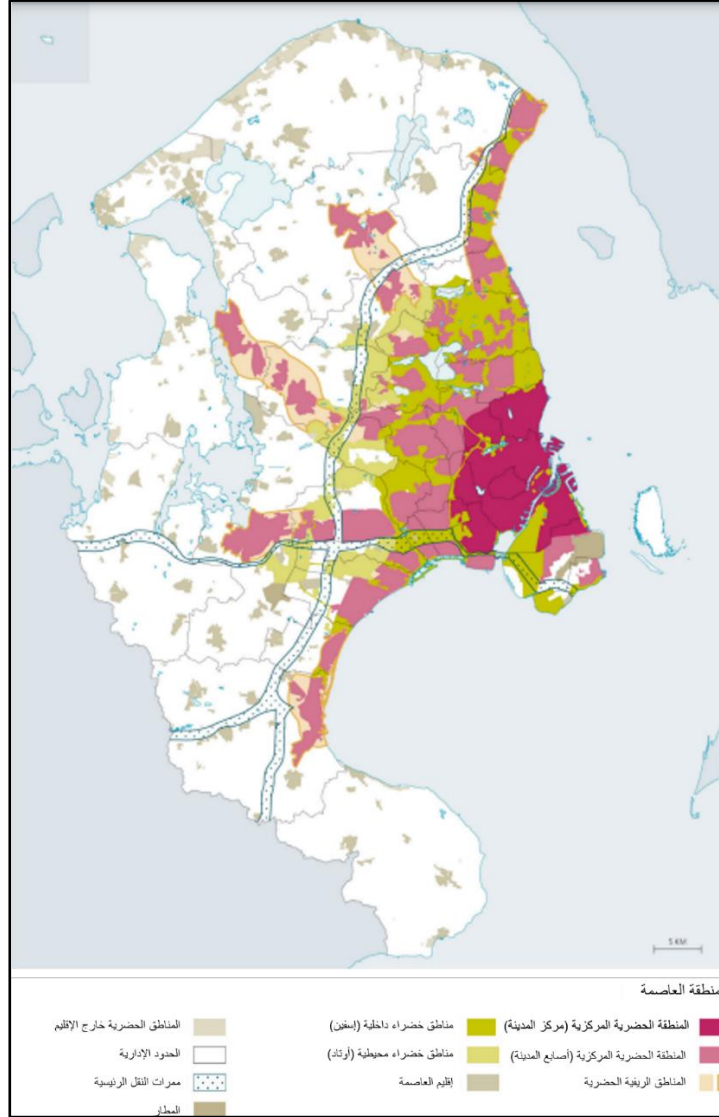 5 KM
منطقة العاصمة
المنطقة الحضرية المركزية (مركز المدينة)
المنطقة الحضرية المركزية (أصابع المدينة)
المناطق الريفية الحضرية
مناطق خضراء داخلية (إسفين)
مناطق خضراء محيطية (أوتاد)
إقليم العاصمة
المناطق الحضرية خارج الإقليم
الحدود الإدارية
ممرات النقل الرئيسية
المطار